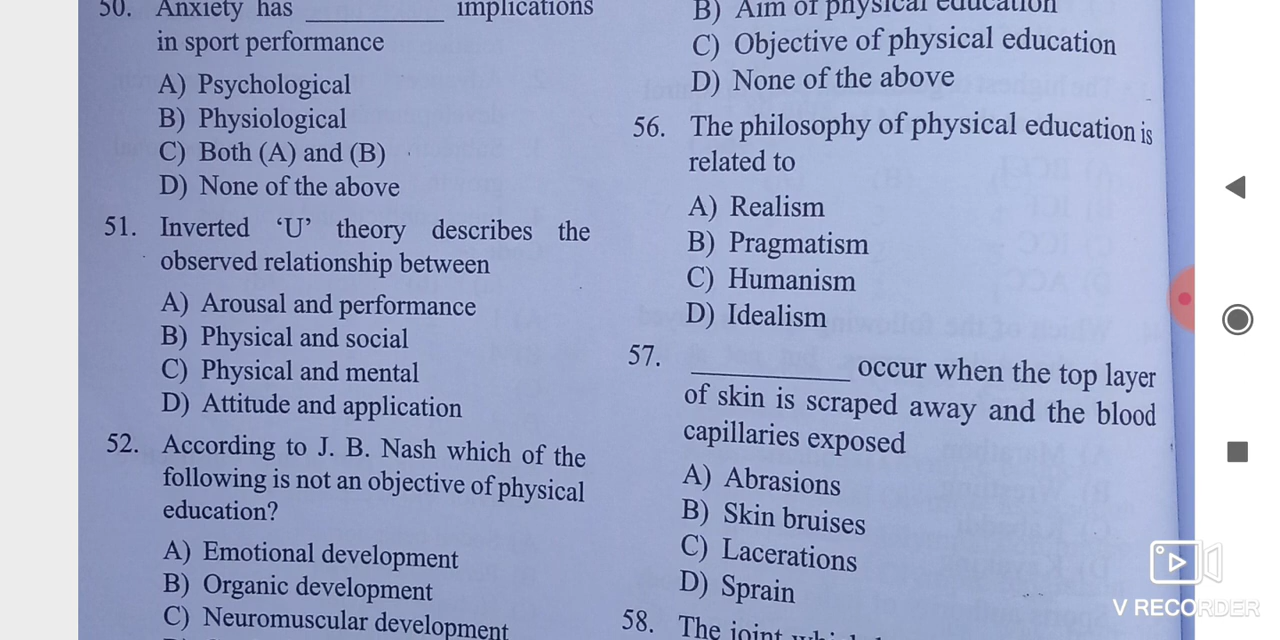 50. Anxiety has __________ implications
in sport performance
A) Psychological
B) Physiological
C) Both (A) and (B)
D) None of the above
51. Inverted ‘U’ theory describes the
observed relationship between
A) Arousal and performance
B) Physical and social
C) Physical and mental
D) Attitude and application
52. According to J. B. Nash which of the
following is not an objective of physical
education?
A) Emotional development
B) Organic development
C) Neuromuscular development
B) Aim of physical education
C) Objective of physical education
D) None of the above
56. The philosophy of physical education is
related to
A) Realism
B) Pragmatism
C) Humanism
D) Idealism
57. __________ occur when the top layer
of skin is scraped away and the blood
capillaries exposed
A) Abrasions
B) Skin bruises
C) Lacerations
D) Sprain
58. The joint
V RECORDER